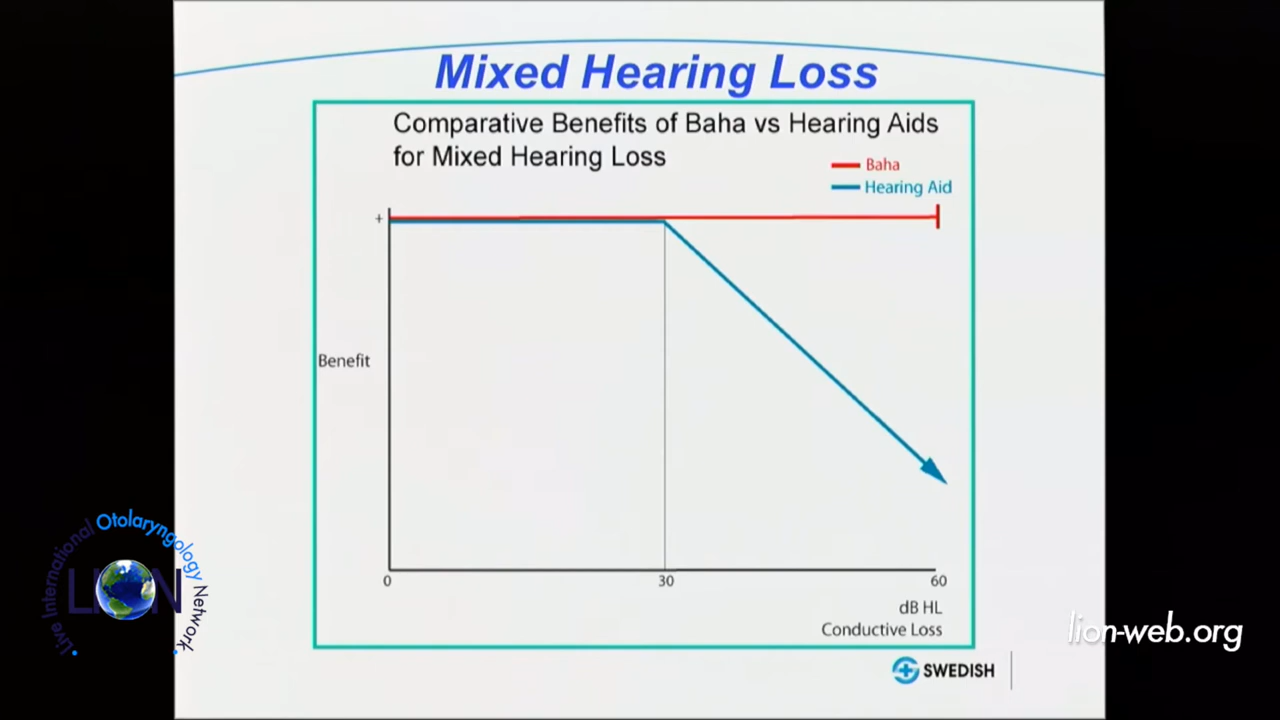 Mixed Hearing Loss
Comparative Benefits of Baha vs Hearing Aids
for Mixed Hearing Loss
Baha
Hearing Aid
+
Benefit
0
30
60
dB HL
Conductive Loss
Live International Otolaryngology Network
LION
lion-web.org
SWEDISH